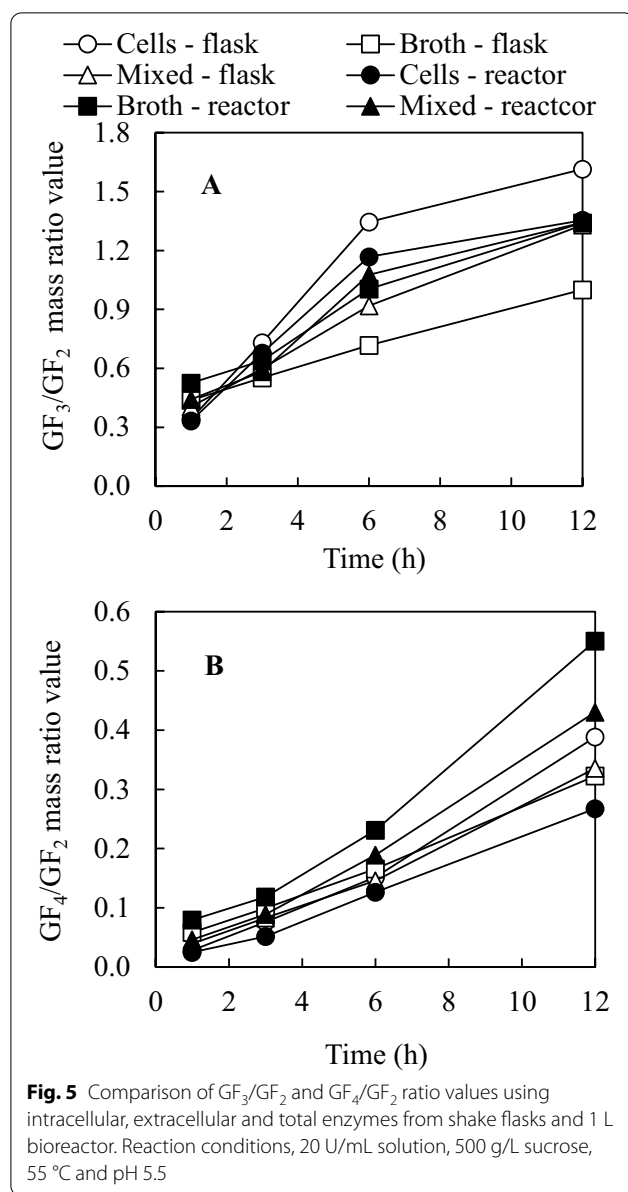 Cells - flask Broth - flask
Mixed - flask Cells - reactor
Broth - reactor Mixed - reactcor
1.8
A
1.5
1.2
0.9
0.6
0.3
0.0
GF₃/GF₂ mass ratio value
0 2 4 6 8 10 12
Time (h)
0.6
B
0.5
0.4
0.3
0.2
0.1
0.0
GF₄/GF₂ mass ratio value
0 2 4 6 8 10 12
Time (h)
Fig. 5 Comparison of GF₃/GF₂ and GF₄/GF₂ ratio values using
intracellular, extracellular and total enzymes from shake flasks and 1 L
bioreactor. Reaction conditions, 20 U/mL solution, 500 g/L sucrose,
55 °C and pH 5.5